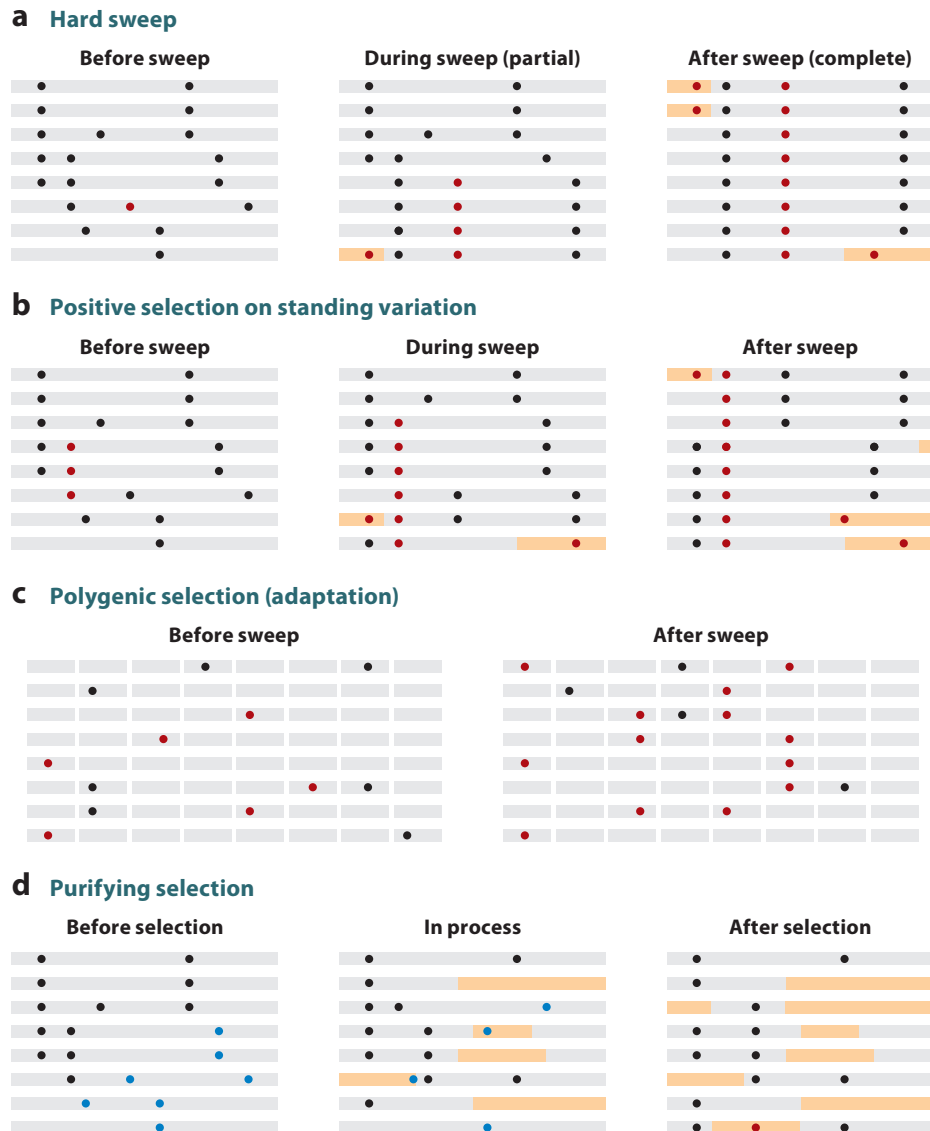 a Hard sweep
Before sweep During sweep (partial) After sweep (complete)
b Positive selection on standing variation
Before sweep During sweep After sweep
c Polygenic selection (adaptation)
Before sweep After sweep
d Purifying selection
Before selection In process After selection